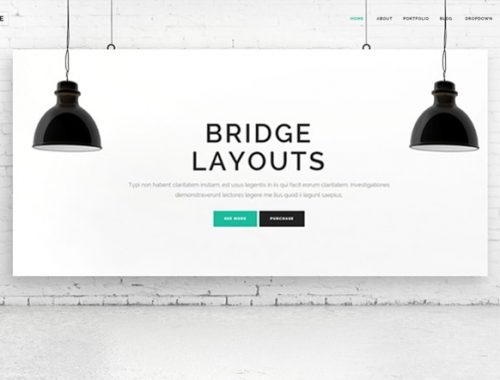 E
HOME ABOUT PORTFOLIO BLOG DROPDOWN
BRIDGE
LAYOUTS
Typi non habent claritatem insitam, est usus legentis in iis qui facit eorum claritatem. Investigationes
demonstraverunt lectores legere me lius quod ii legunt saepius.
SEE MORE PURCHASE